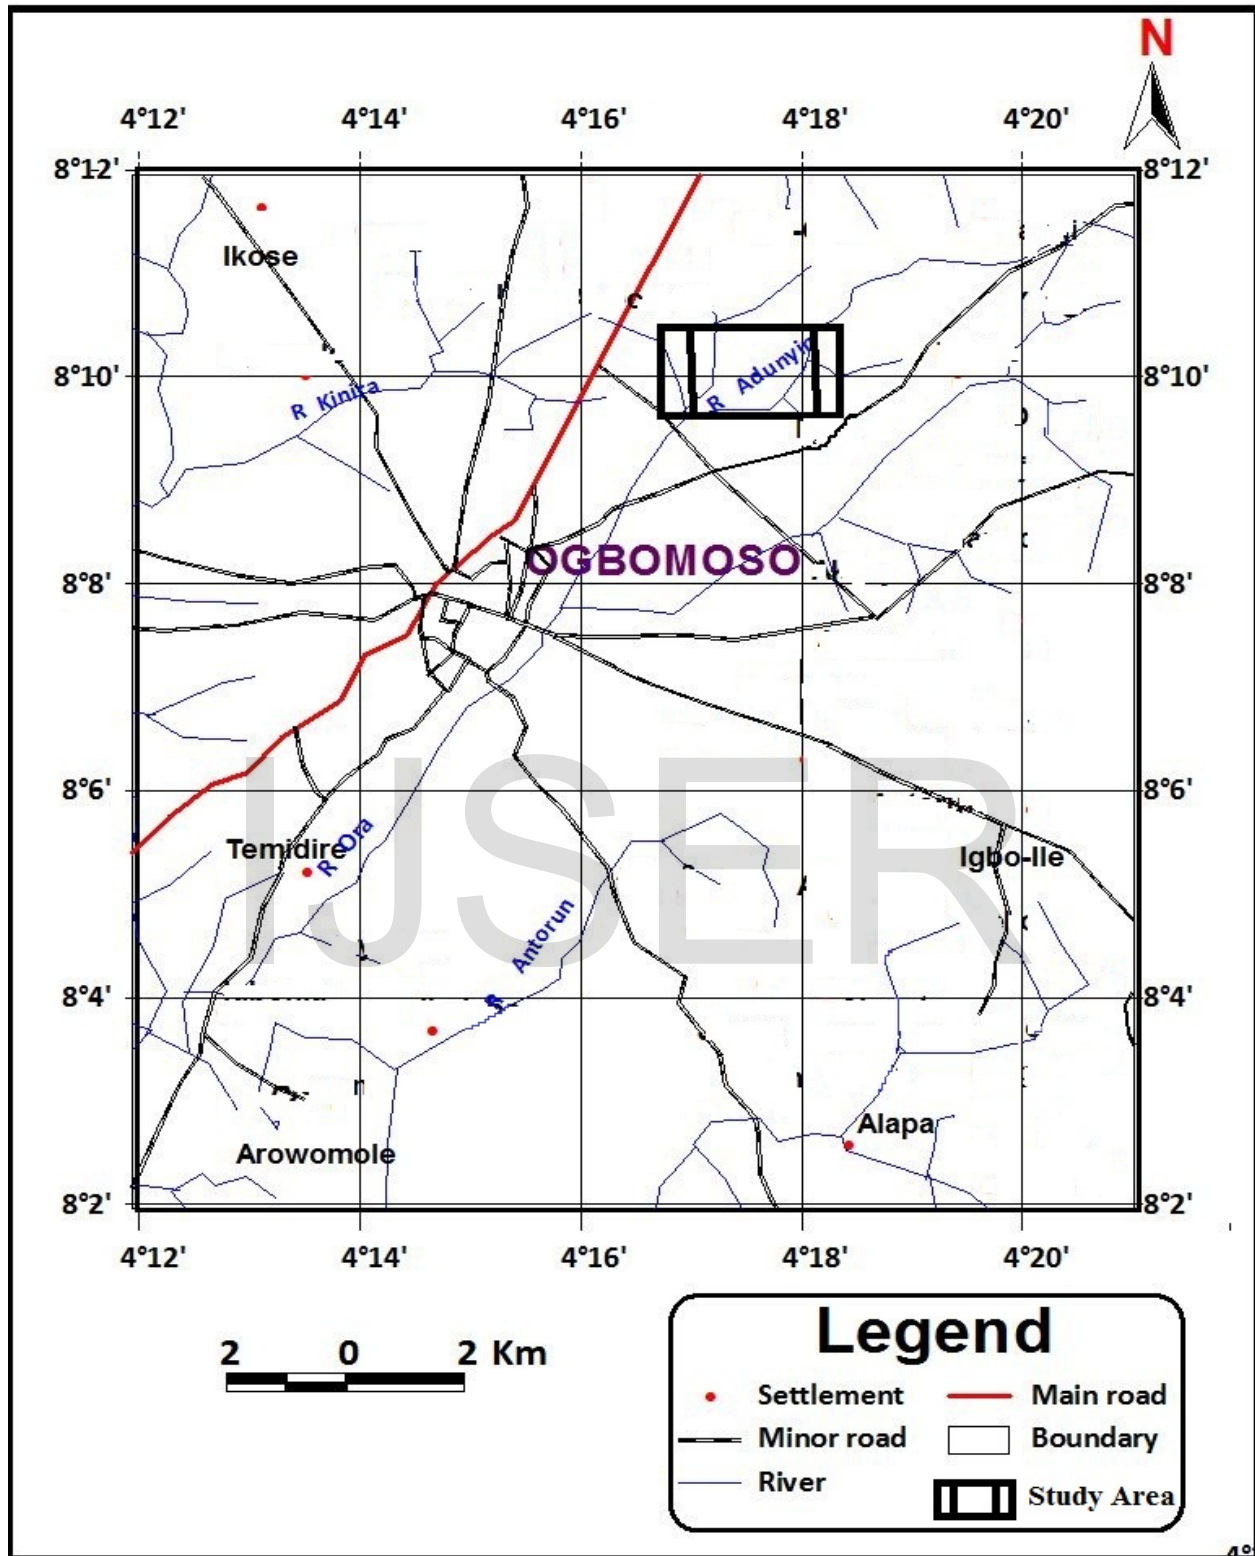 N
4°12' 4°14' 4°16' 4°18' 4°20'
8°12' 8°12'
Ikose
8°10' 8°10'
R Kinira
R Adunyin
OGBOMOSO
8°8' 8°8'
8°6' 8°6'
IJSER
Temidire
R Ora
Igbo-Ile
R Antorun
8°4' 8°4'
Alapa
Arowomole
8°2' 8°2'
4°12' 4°14' 4°16' 4°18' 4°20'
2 0 2 Km
Legend
Settlement Main road
Minor road Boundary
River Study Area